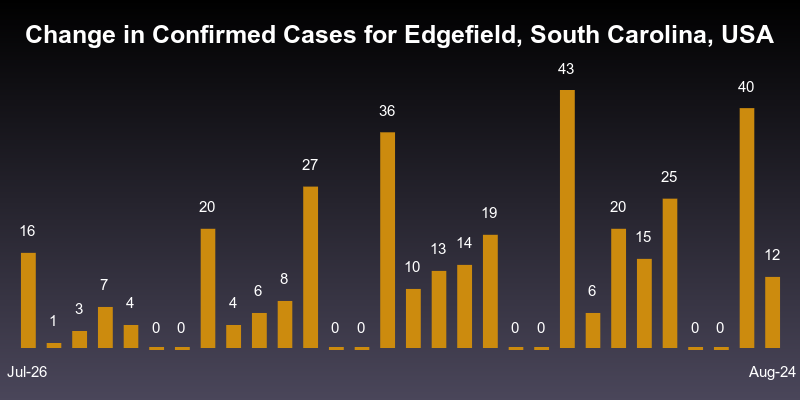 Change in Confirmed Cases for Edgefield, South Carolina, USA
16 1 3 7 4 0 0 20 4 6 8 27 0 0 36 10 13 14 19 0 0 43 6 20 15 25 0 0 40 12
Jul-26 Aug-24